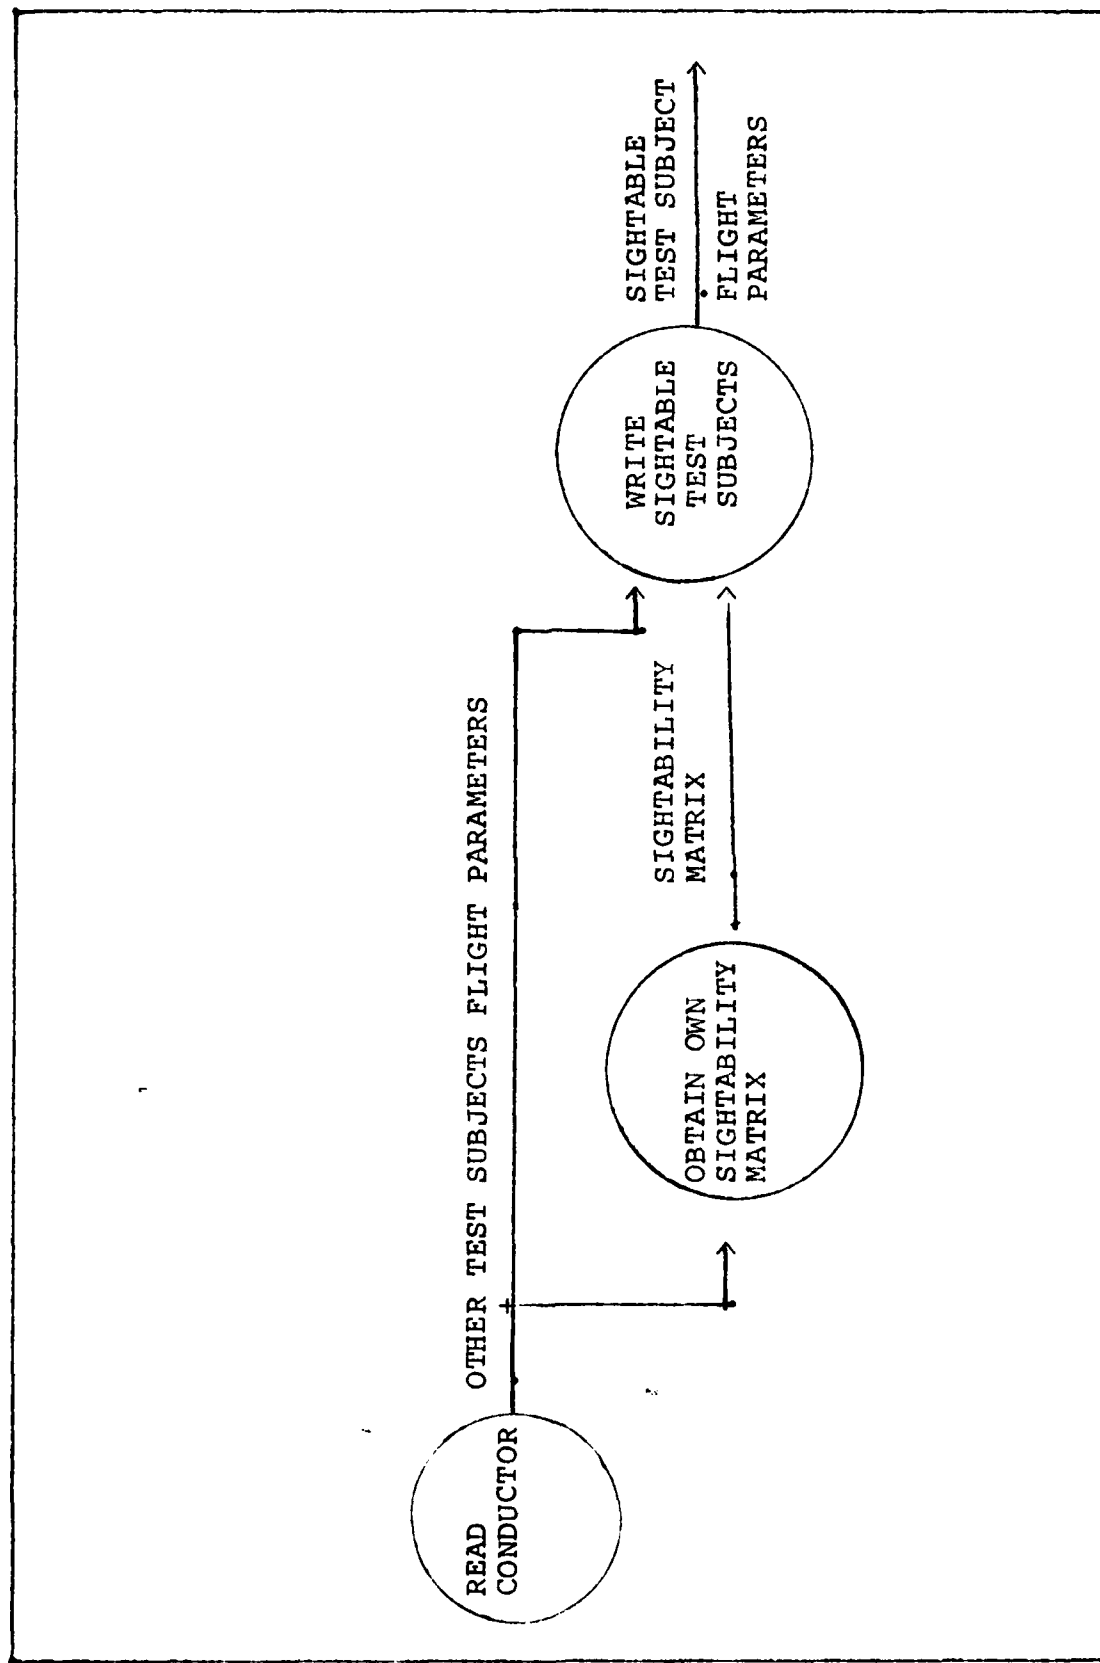 READ
CONDUCTOR
OTHER TEST SUBJECTS FLIGHT PARAMETERS
OBTAIN OWN
SIGHTABILITY
MATRIX
SIGHTABILITY
MATRIX
WRITE
SIGHTABLE
TEST
SUBJECTS
SIGHTABLE
TEST SUBJECT
FLIGHT
PARAMETERS